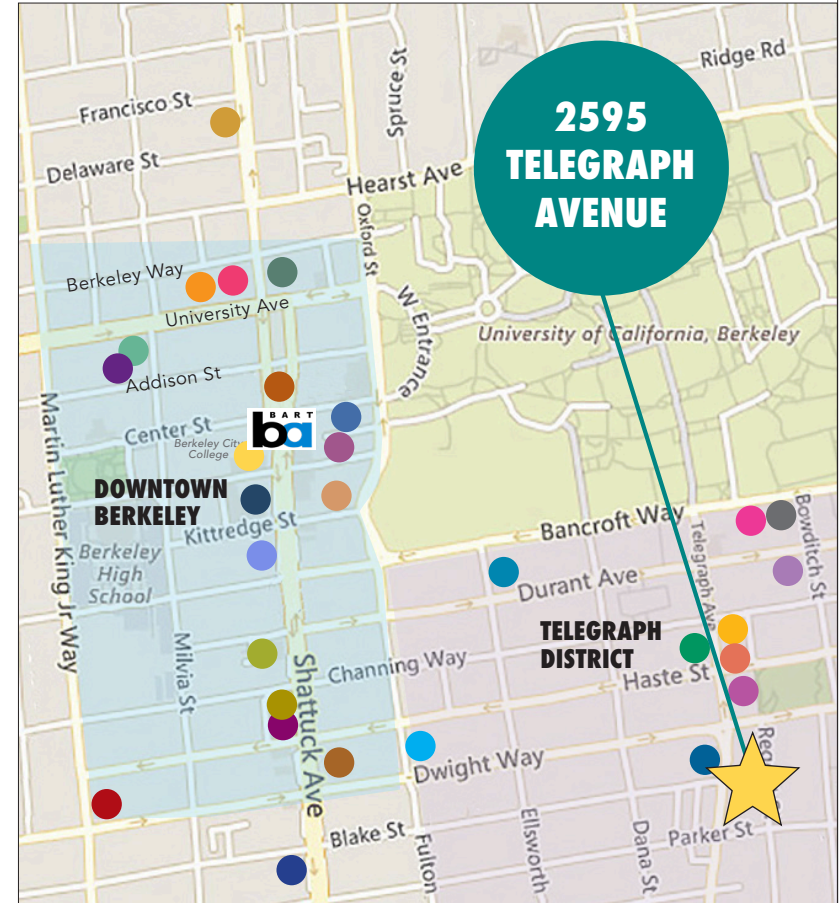 Ridge Rd
Spruce St
Francisco St
2595
TELEGRAPH
AVENUE
Delaware St
Hearst Ave
Oxford St
Berkeley Way
University Ave
W Entrance
University of California, Berkeley
Addison St
BART
ba
Martin Luther King Jr Way
Center St
Berkeley City
College
DOWNTOWN
BERKELEY
Kittredge St
Bancroft Way
Bowditch St
Telegraph Ave
Berkeley
High
School
Durant Ave
TELEGRAPH
DISTRICT
Milvia St
Channing Way
Haste St
Shattuck Ave
Dwight Way
Blake St
Fulton
Ellsworth
Dana St
Parker St